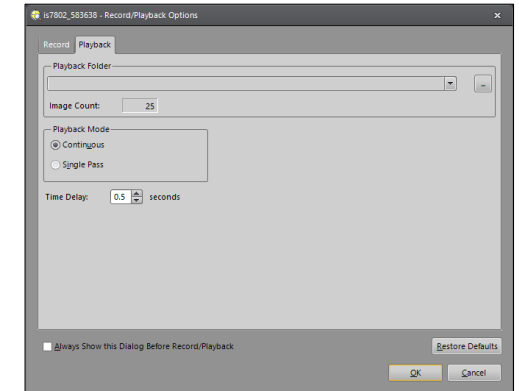 is7802_583638 - Record/Playback Options
x
Record Playback
Playback Folder
...
Image Count: 25
Playback Mode
Continuous
Single Pass
Time Delay: 0.5 seconds
Always Show this Dialog Before Record/Playback
Restore Defaults
OK Cancel